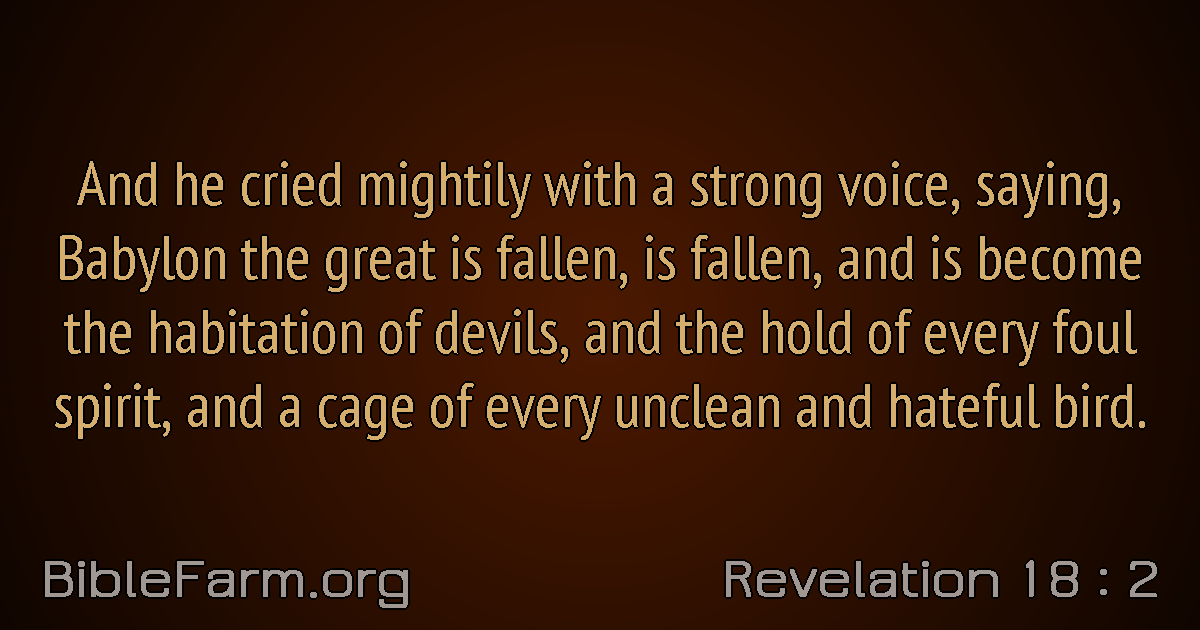 And he cried mightily with a strong voice, saying,
Babylon the great is fallen, is fallen, and is become
the habitation of devils, and the hold of every foul
spirit, and a cage of every unclean and hateful bird.
BibleFarm.org
Revelation 18 : 2